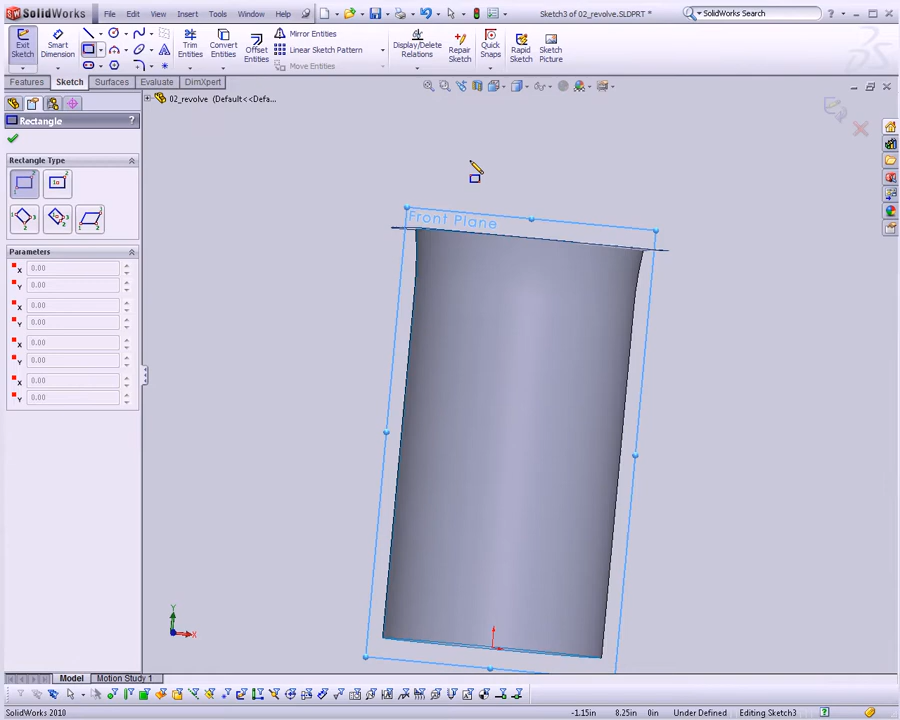 SolidWorks
File Edit View Insert Tools Window Help
Sketch3 of 02_revolve.SLDPRT *
SolidWorks Search
Exit Sketch
Smart Dimension
Trim Entities
Convert Entities
Offset Entities
Mirror Entities
Linear Sketch Pattern
Move Entities
Display/Delete Relations
Repair Sketch
Quick Snaps
Rapid Sketch
Sketch Picture
Features Sketch Surfaces Evaluate DimXpert
02_revolve (Default<<Defa...
Rectangle ?
Rectangle Type
Parameters
X 0.00
Y 0.00
X 0.00
Y 0.00
X 0.00
Y 0.00
X 0.00
Y 0.00
Front Plane
Y
X
Model Motion Study 1
SolidWorks 2010
-1.15in 8.25in 0in Under Defined Editing Sketch3